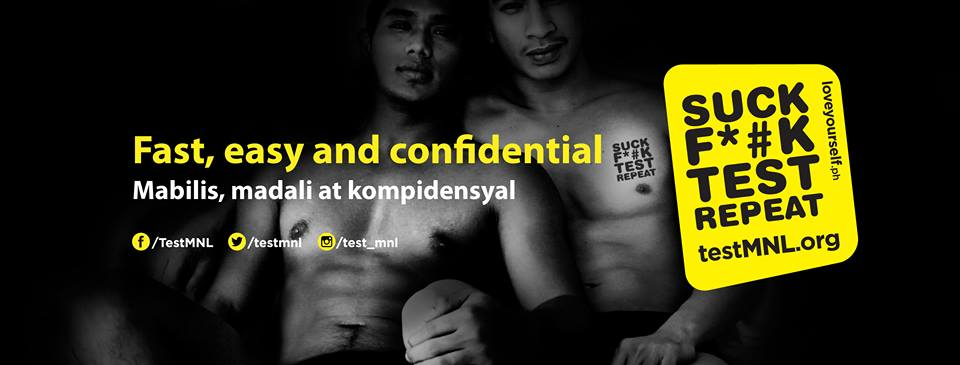 Fast, easy and confidential
Mabilis, madali at kompidensyal
/TestMNL /testmnl /test_mnl
SUCK
F*#K
TEST
REPEAT
SUCK
F*#K
TEST
REPEAT
loveyourself.ph
testMNL.org